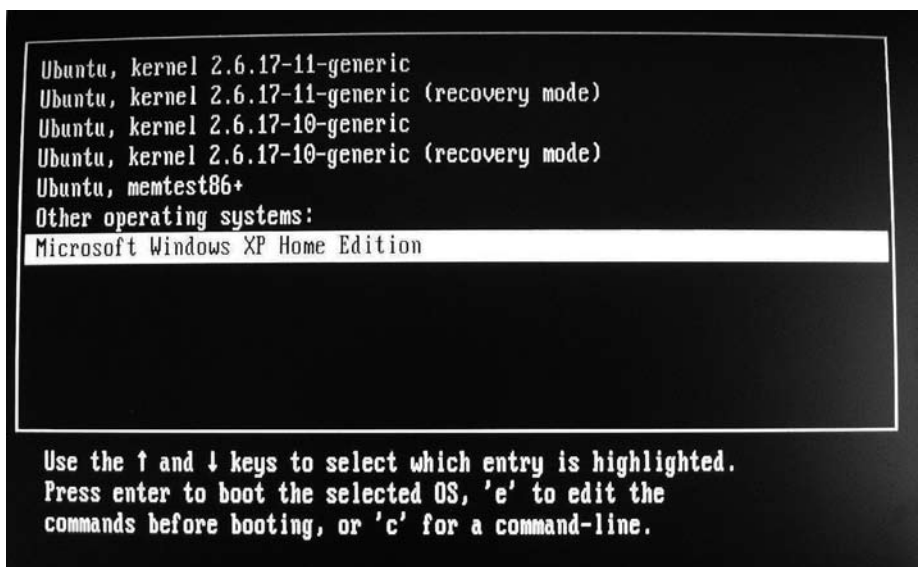 Ubuntu, kernel 2.6.17-11-generic
Ubuntu, kernel 2.6.17-11-generic (recovery mode)
Ubuntu, kernel 2.6.17-10-generic
Ubuntu, kernel 2.6.17-10-generic (recovery mode)
Ubuntu, memtest86+
Other operating systems:
Microsoft Windows XP Home Edition
Use the ↑ and ↓ keys to select which entry is highlighted.
Press enter to boot the selected OS, 'e' to edit the
commands before booting, or 'c' for a command-line.